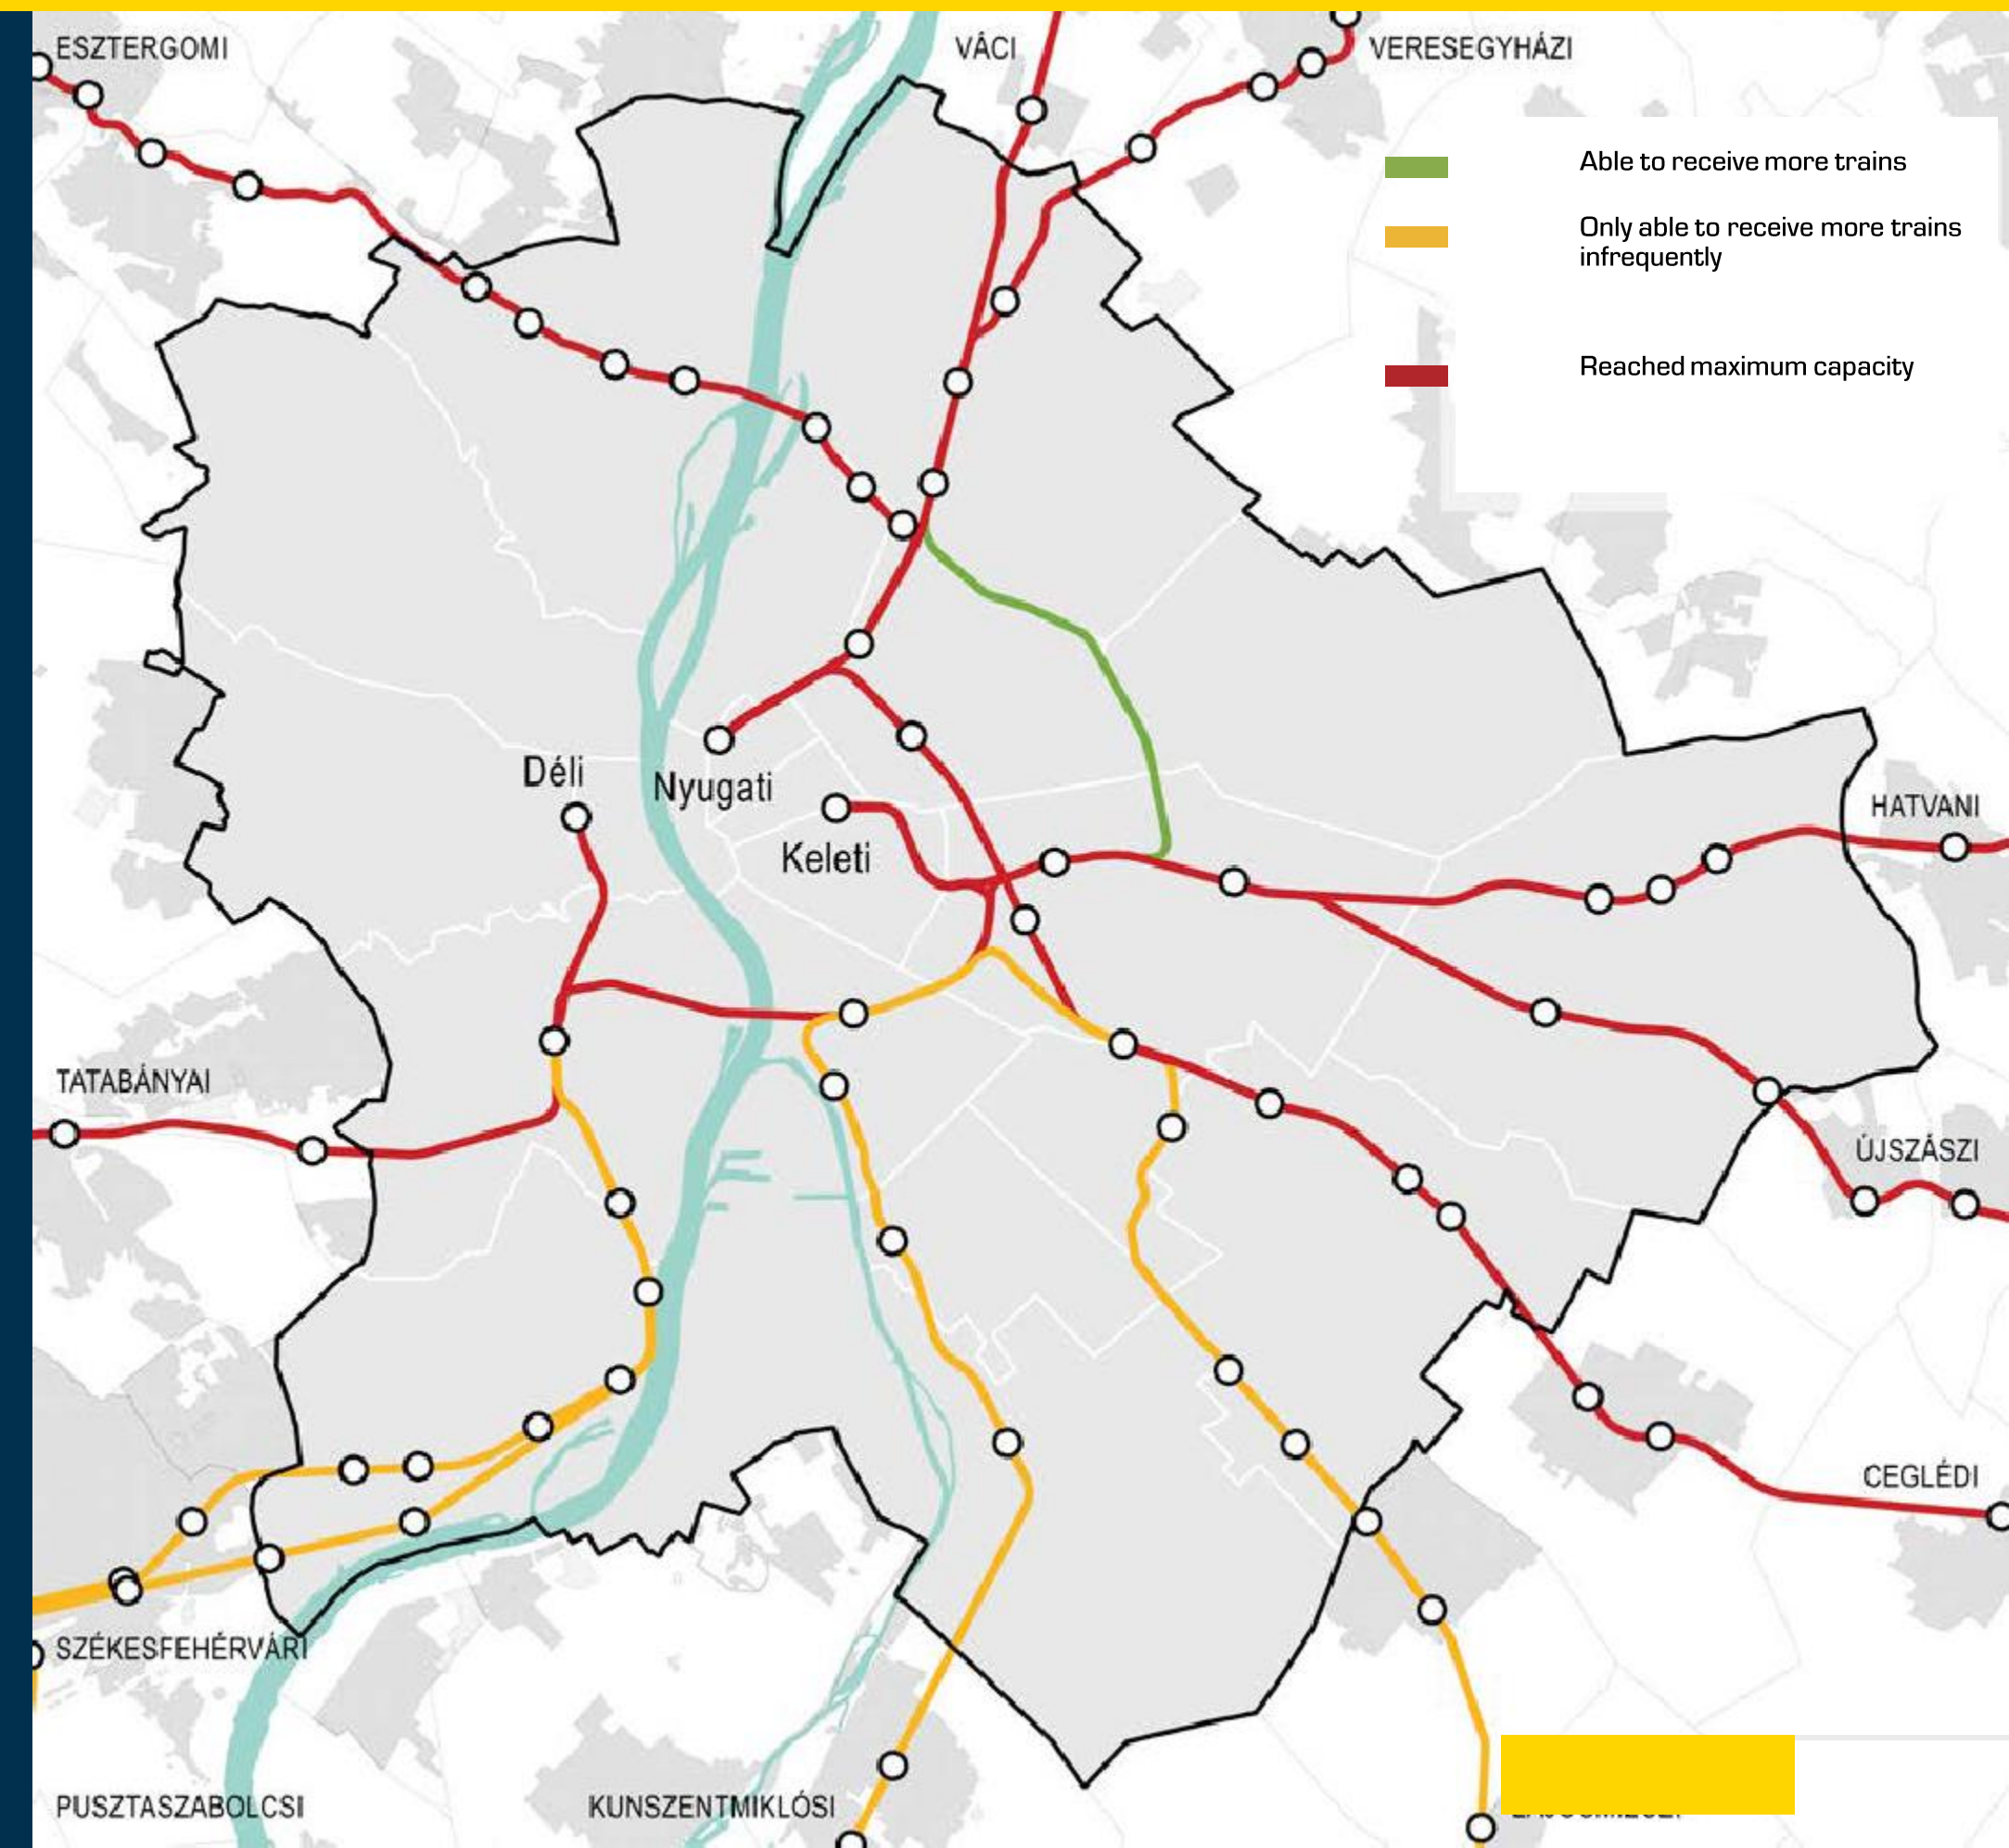 ESZTERGOMI
VÁCI
VERESEGYHÁZI
Able to receive more trains
Only able to receive more trains
infrequently
Reached maximum capacity
Déli
Nyugati
Keleti
HATVANI
TATABÁNYAI
ÚJSZÁSZI
CEGLÉDI
SZÉKESFEHÉRVÁRI
PUSZTASZABOLCSI
KUNSZENTMIKLÓSI